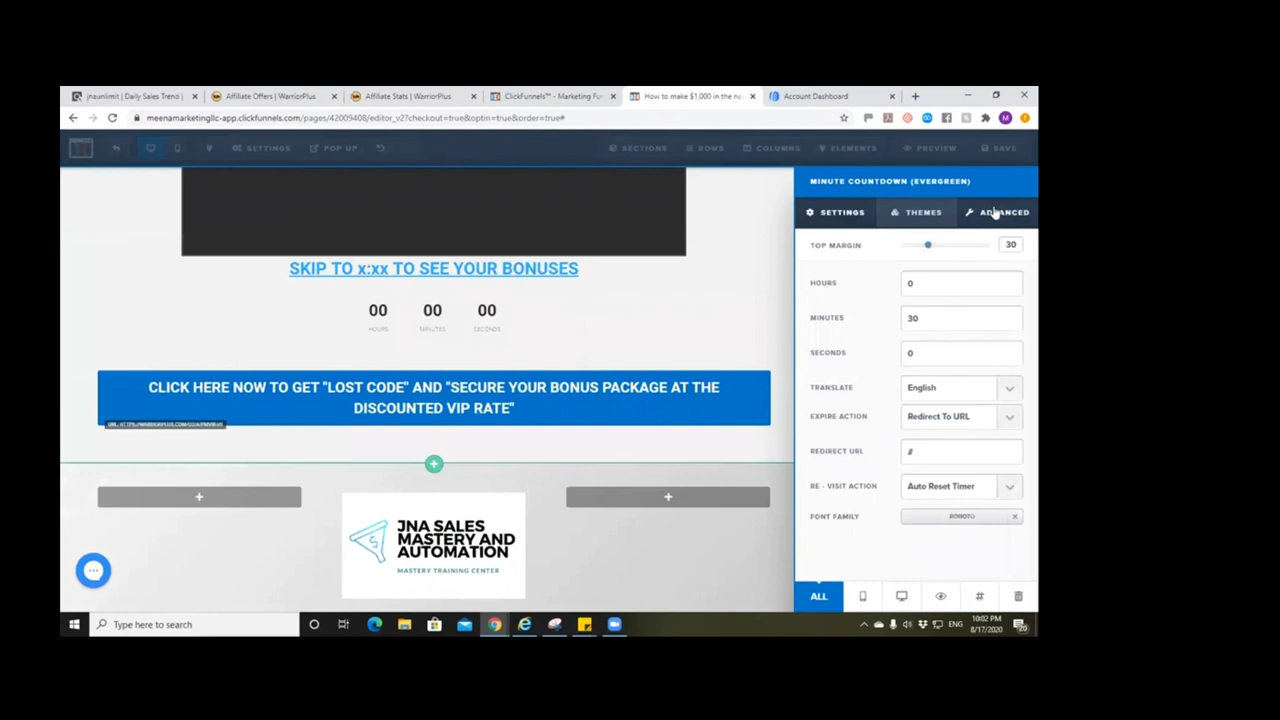 jnsunlimit | Daily Sales Trend |
Affiliate Offers | WarriorPlus
Affiliate Stats | WarriorPlus
ClickFunnels™ - Marketing Fu
How to make $1,000 in the ne
Account Dashboard
meenamarketingllc-app.clickfunnels.com/pages/42009408/editor_v2?checkout=true&optin=true&order=true#
M
SETTINGS
POP UP
SECTIONS
ROWS
COLUMNS
ELEMENTS
PREVIEW
SAVE
MINUTE COUNTDOWN (EVERGREEN)
SETTINGS
THEMES
ADVANCED
TOP MARGIN
30
SKIP TO x:xx TO SEE YOUR BONUSES
HOURS
0
00 00 00
HOURS MINUTES SECONDS
MINUTES
30
SECONDS
0
CLICK HERE NOW TO GET "LOST CODE" AND "SECURE YOUR BONUS PACKAGE AT THE
DISCOUNTED VIP RATE"
TRANSLATE
English
EXPIRE ACTION
Redirect To URL
REDIRECT URL
#
RE - VISIT ACTION
Auto Reset Timer
FONT FAMILY
ROBOTO
JNA SALES
MASTERY AND
AUTOMATION
MASTERY TRAINING CENTER
ALL
#
Type here to search
ENG
10:02 PM
8/17/2020
20